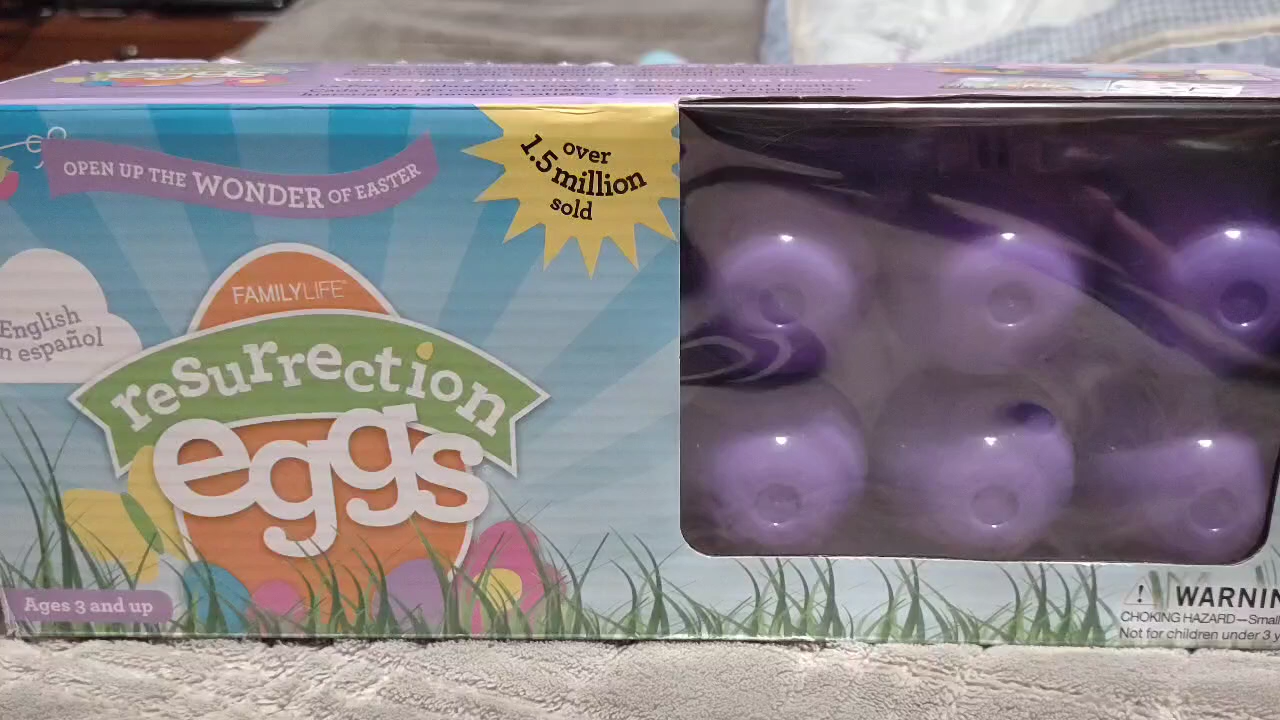 eggs
OPEN UP THE WONDER OF EASTER
over
1.5 million
sold
FAMILYLIFE
English
n español
resurrection
eggs
Ages 3 and up
WARNIN
CHOKING HAZARD—Small
Not for children under 3 y